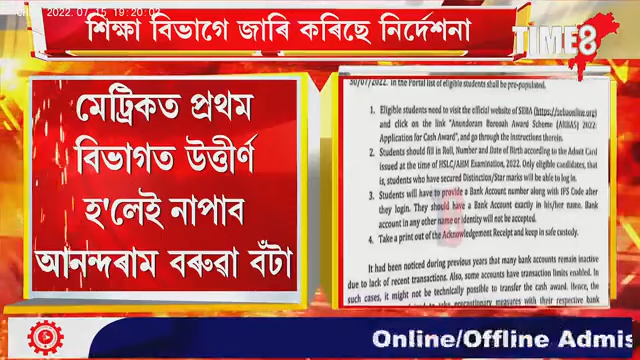 2022.07.15 19:20:02
শিক্ষা বিভাগে জাৰি কৰিছে নিৰ্দেশনা
TIME8
মেট্ৰিকত প্ৰথম
বিভাগত উত্তীৰ্ণ
হ'লেই নাপাব
আনন্দৰাম বৰুৱা বঁটা
30/07/2022. In the Portal list of eligible students shall be pre-populated.
1. Eligible students need to visit the official website of SEBA (https://sebaonline.org)
and click on the link "Anundoram Borooah Award Scheme (ARBAS) 2022:
Application for Cash Award", and go through the instructions therein.
2. Students should fill in Roll, Number and Date of Birth according to the Admit Card
issued at the time of HSLC/AHM Examination, 2022. Only eligible candidates, that
is, students who have secured Distinction/Star marks will be able to log in.
3. Students will have to provide a Bank Account number along with IFS Code after
they login. They should have a Bank Account exactly in his/her name. Bank
account in any other name or identity will not be accepted.
4. Take a print out of the Acknowledgement Receipt and keep in safe custody.
It had been noticed during previous years that many bank accounts remain inactive
due to lack of recent transactions. Also, some accounts have transaction limits enabled. In
such cases, it might not be technically possible to transfer the cash award. Hence, the
to take precautionary measures with their respective bank
Online/Offline Admis